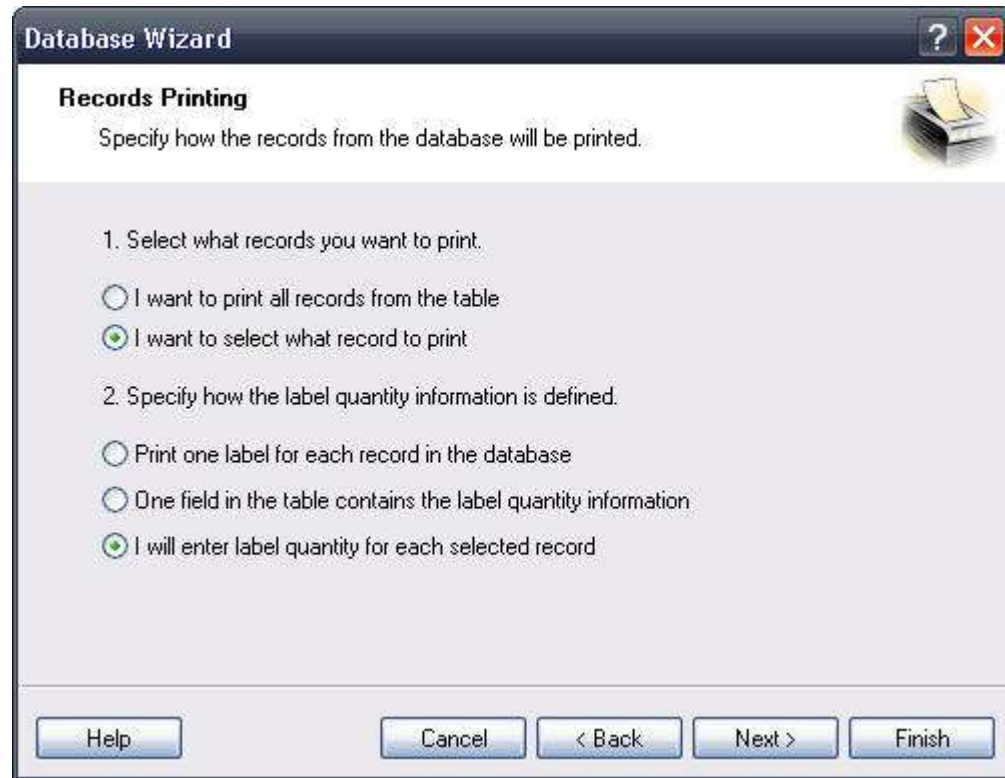 Database Wizard
?
Records Printing
Specify how the records from the database will be printed.
1. Select what records you want to print.
I want to print all records from the table
I want to select what record to print
2. Specify how the label quantity information is defined.
Print one label for each record in the database
One field in the table contains the label quantity information
I will enter label quantity for each selected record
Help
Cancel
< Back
Next >
Finish